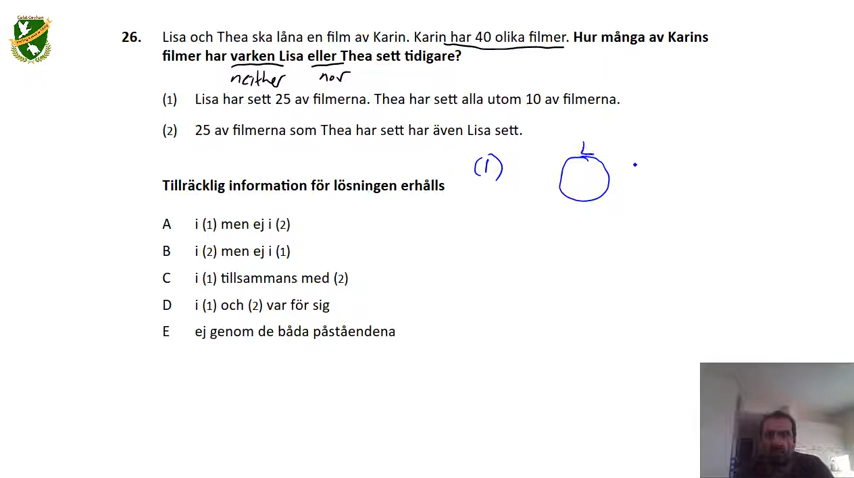 26. Lisa och Thea ska låna en film av Karin. Karin har 40 olika filmer. Hur många av Karins
filmer har varken Lisa eller Thea sett tidigare?
neither nor
(1) Lisa har sett 25 av filmerna. Thea har sett alla utom 10 av filmerna.
(2) 25 av filmerna som Thea har sett har även Lisa sett.
L
(1)
Tillräcklig information för lösningen erhålls
A i (1) men ej i (2)
B i (2) men ej i (1)
C i (1) tillsammans med (2)
D i (1) och (2) var för sig
E ej genom de båda påståendena